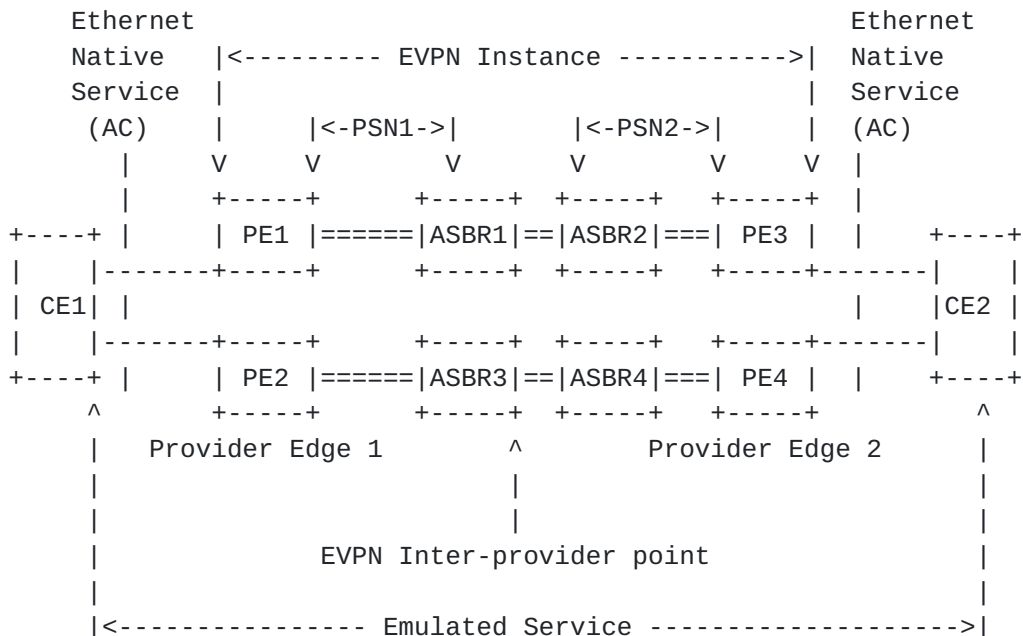 Ethernet Ethernet
Native |<--------- EVPN Instance ----------->| Native
Service | | Service
(AC) | |<-PSN1->| |<-PSN2->| | (AC)
| V V V V V V |
| +-----+ +-----+ +-----+ +-----+ |
+----+ | | PE1 |======|ASBR1|==|ASBR2|===| PE3 | | +----+
| |-------+-----+ +-----+ +-----+ +-----+-------| |
| CE1| | | |CE2 |
| |-------+-----+ +-----+ +-----+ +-----+-------| |
+----+ | | PE2 |======|ASBR3|==|ASBR4|===| PE4 | | +----+
^ +-----+ +-----+ +-----+ +-----+ ^
| Provider Edge 1 ^ Provider Edge 2 |
| | |
| | |
| EVPN Inter-provider point |
| |
|<---------------- Emulated Service -------------------->|